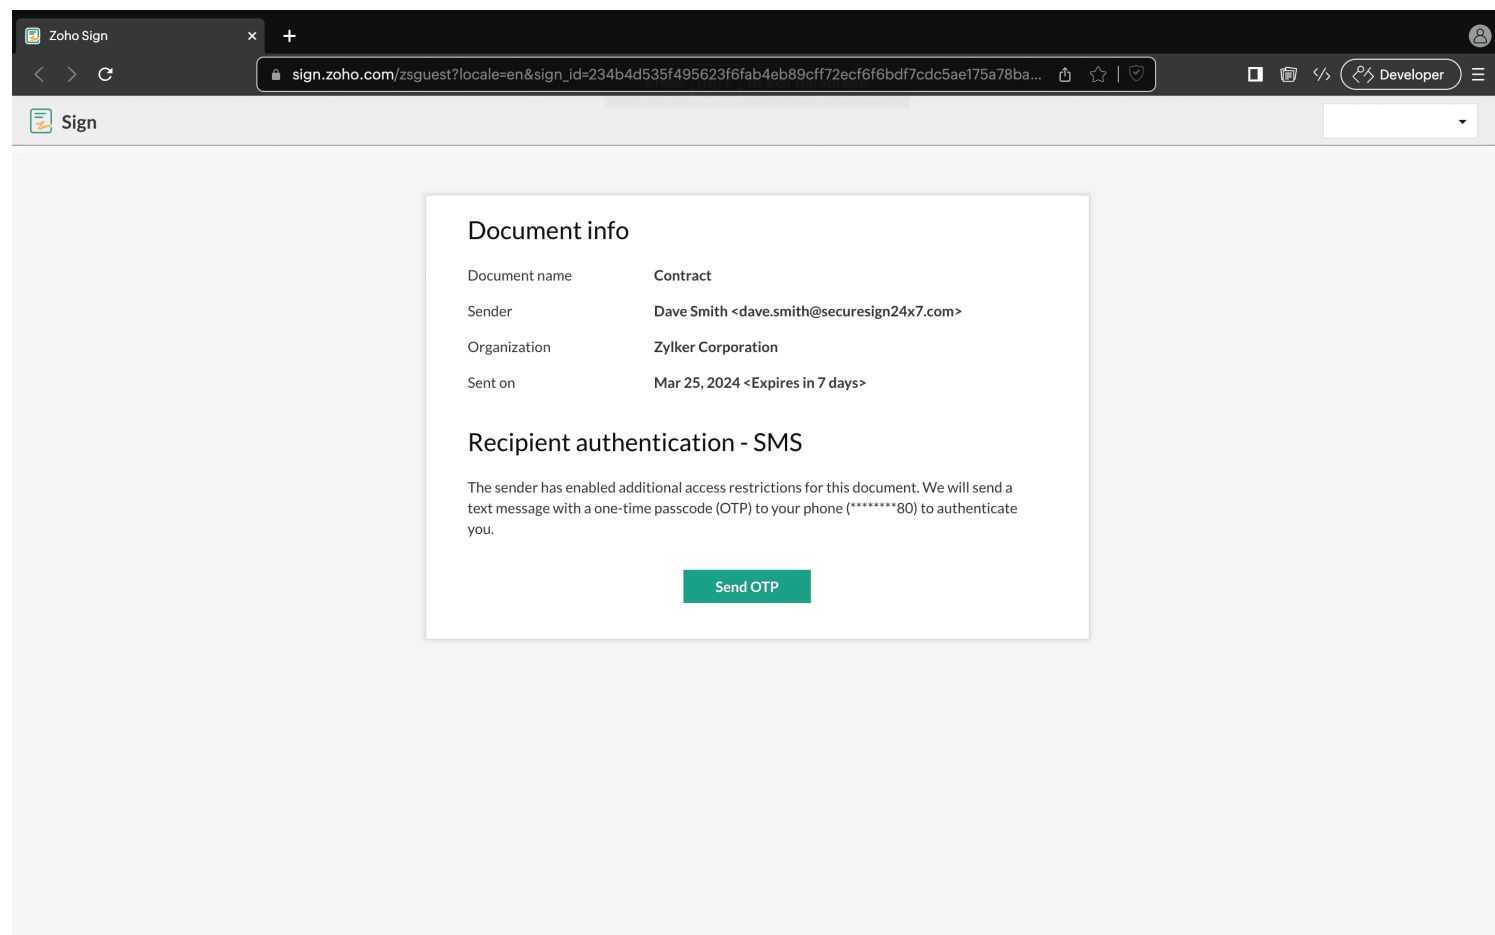 Zoho Sign
sign.zoho.com/zsguest?locale=en&sign_id=234b4d535f495623f6fab4eb89cff72ecf6f6bdf7cdc5ae175a78ba...
Developer
Sign
Document info
Document name Contract
Sender Dave Smith <dave.smith@securesign24x7.com>
Organization Zylker Corporation
Sent on Mar 25, 2024 <Expires in 7 days>
Recipient authentication - SMS
The sender has enabled additional access restrictions for this document. We will send a
text message with a one-time passcode (OTP) to your phone (********80) to authenticate
you.
Send OTP